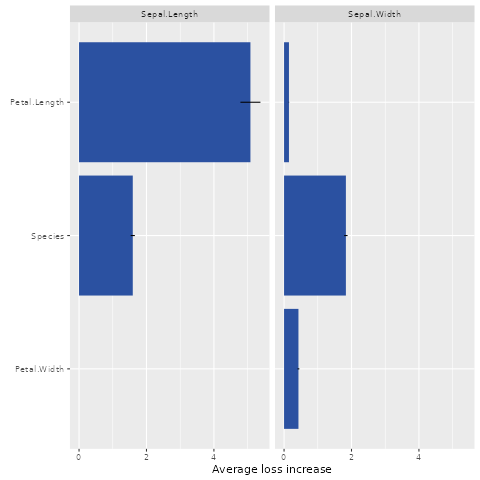 Sepal.Length
Sepal.Width
Petal.Length
Species
Petal.Width
0 2 4
0 2 4
Average loss increase